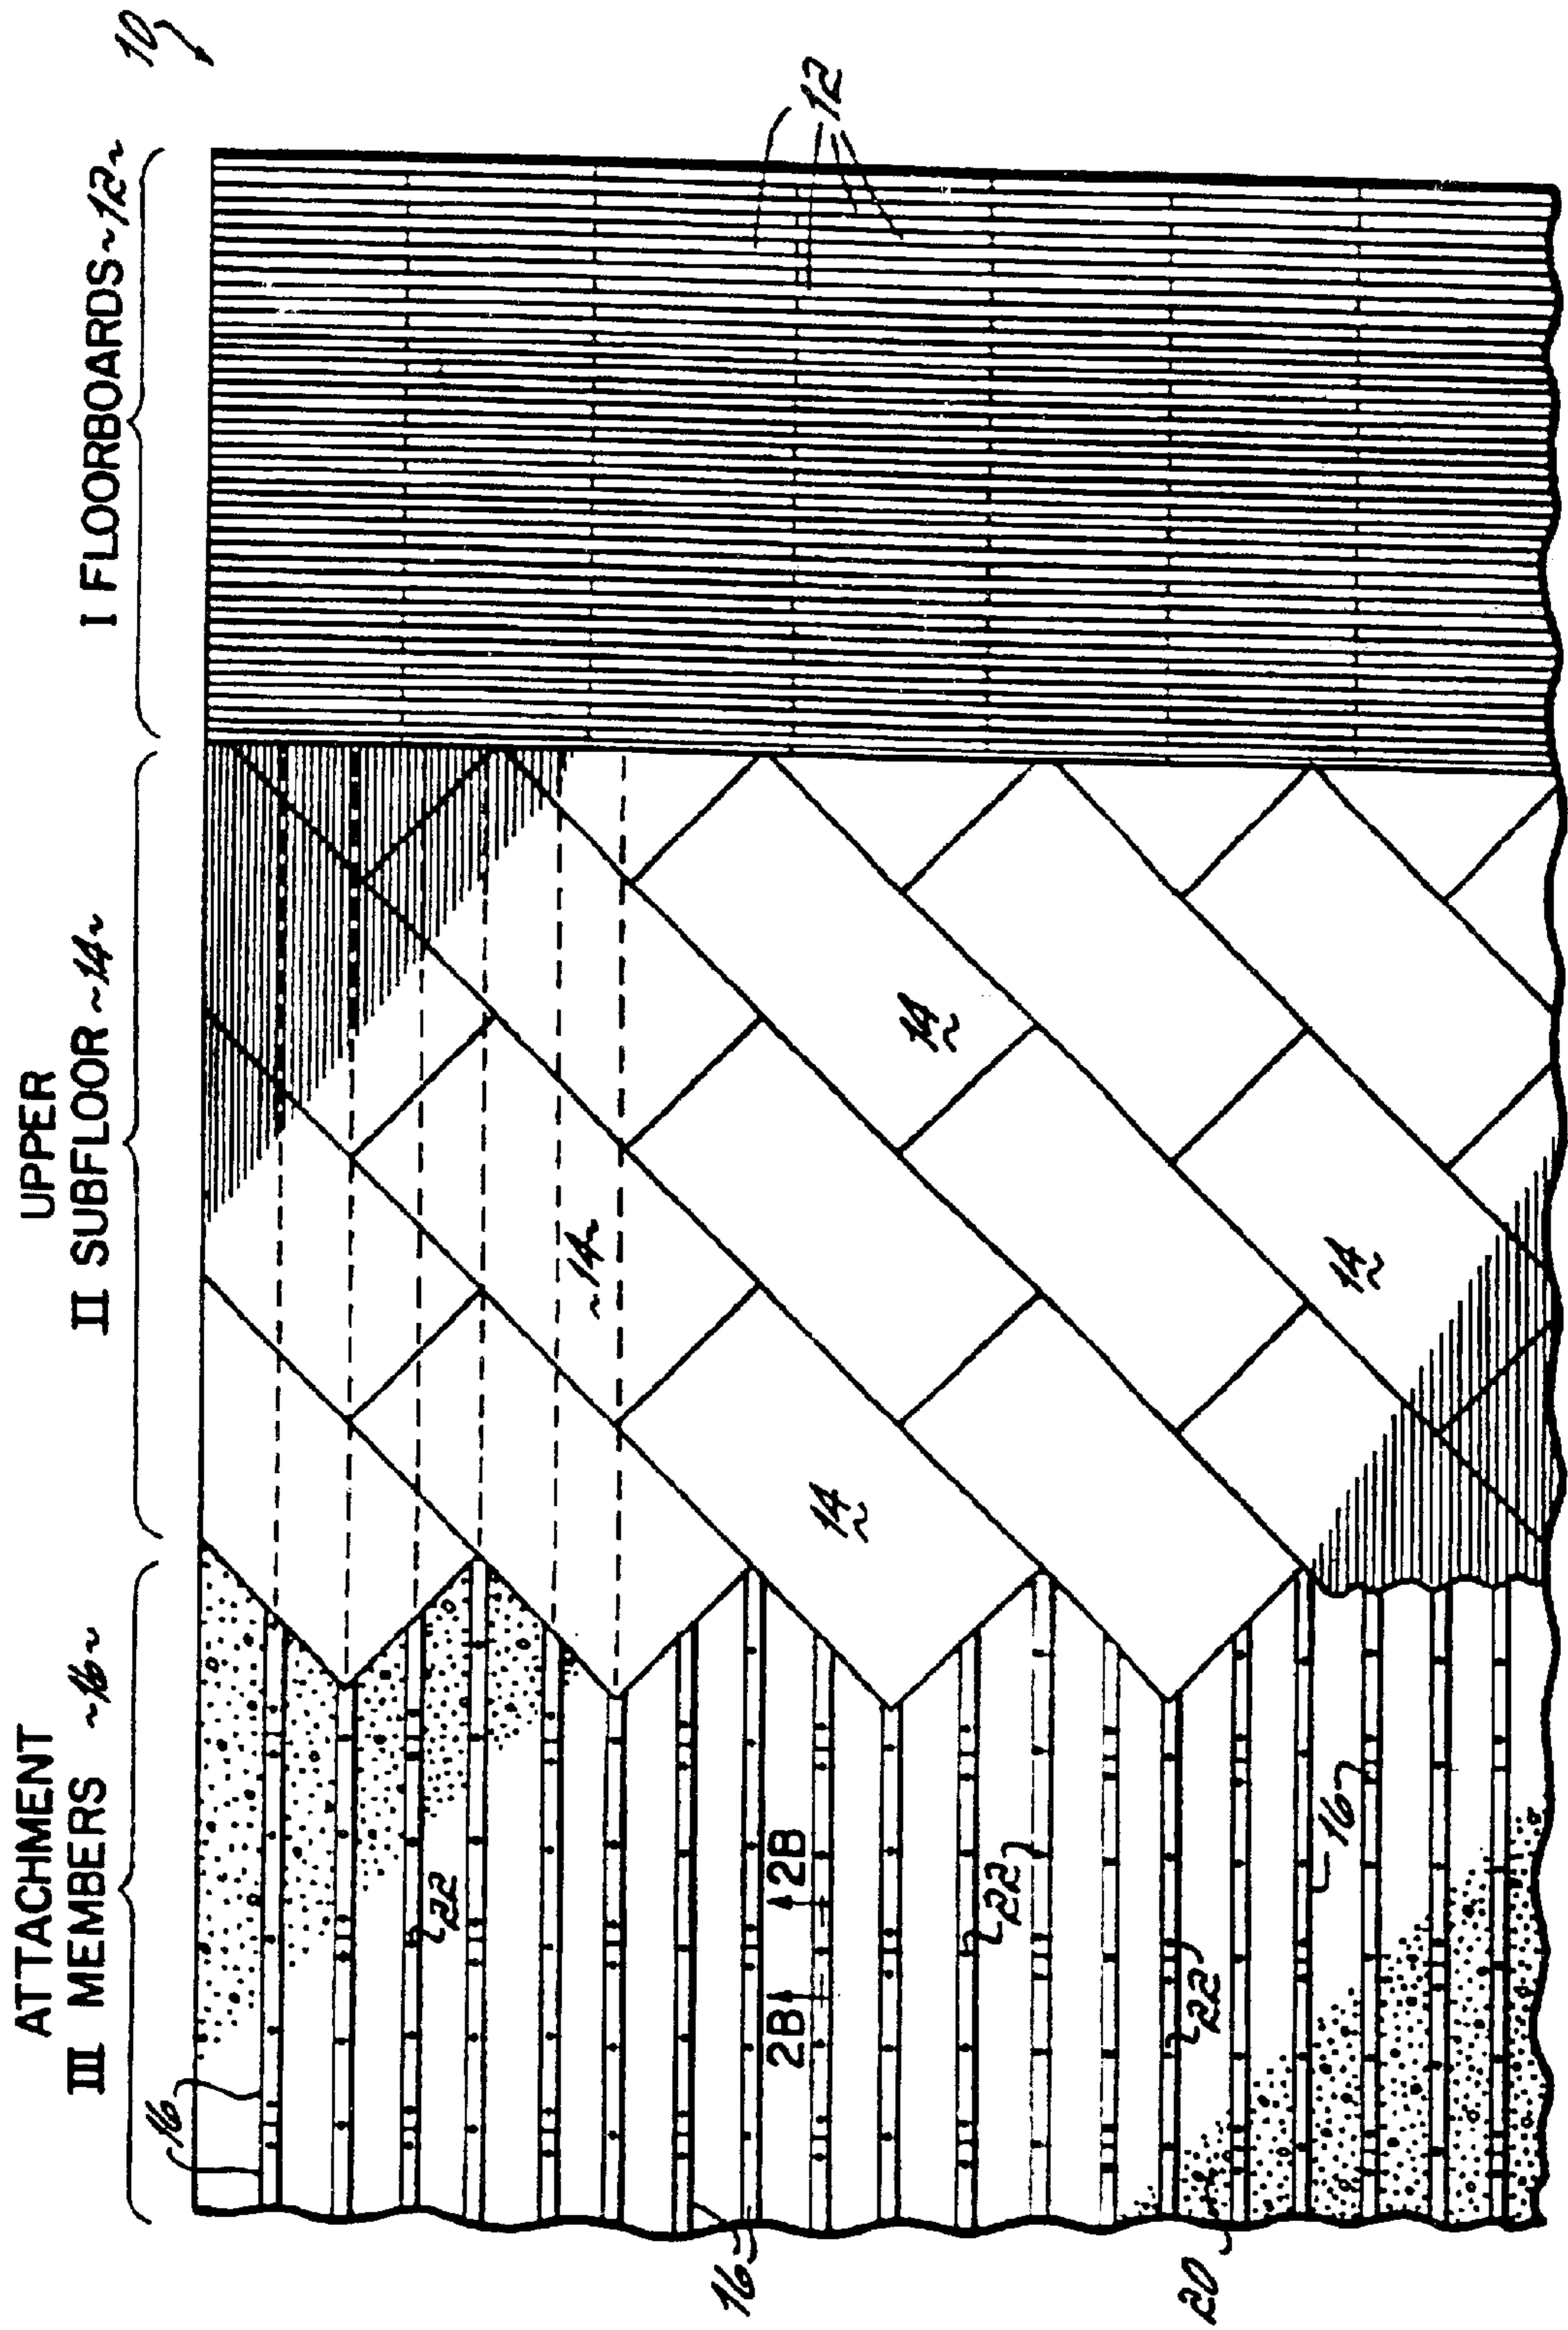 10
ATTACHMENT
III MEMBERS ~16~
UPPER
II SUBFLOOR ~14~
I FLOORBOARDS ~12~
16
22
~14~
12
16
2B
2B
14
14
22
20
22
16
14